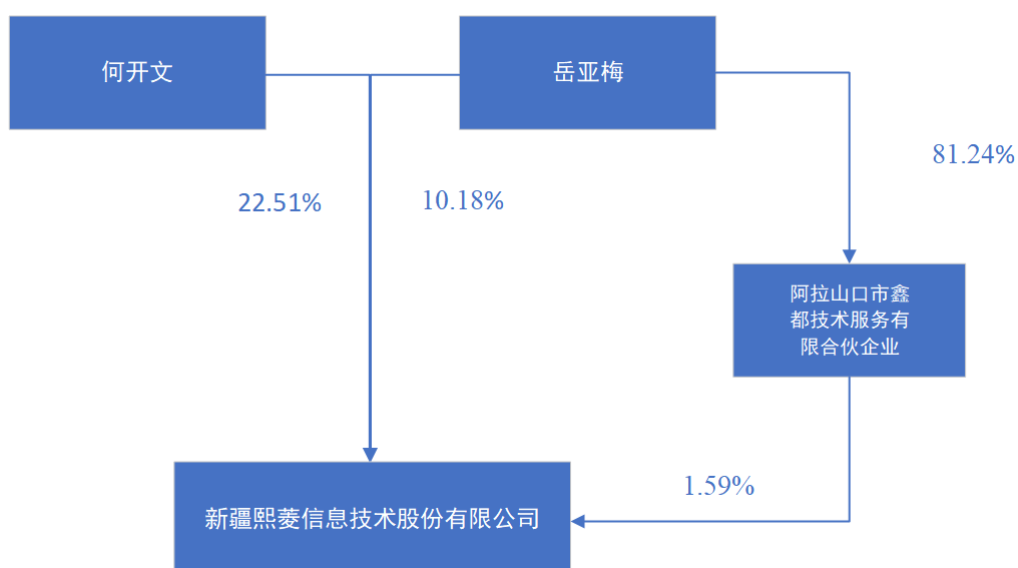 何开文
岳亚梅
81.24%
22.51%
10.18%
阿拉山口市鑫
都技术服务有
限合伙企业
1.59%
新疆熙菱信息技术股份有限公司